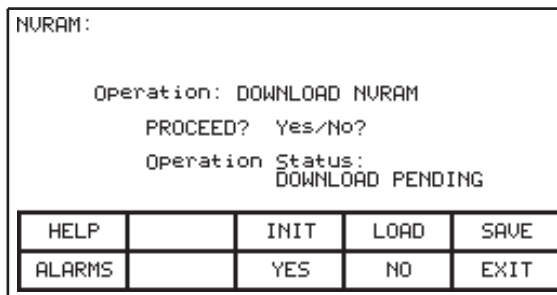 NVRAM:
Operation: DOWNLOAD NVRAM
PROCEED? Yes/No?
Operation Status:
DOWNLOAD PENDING
HELP INIT LOAD SAVE
ALARMS YES NO EXIT